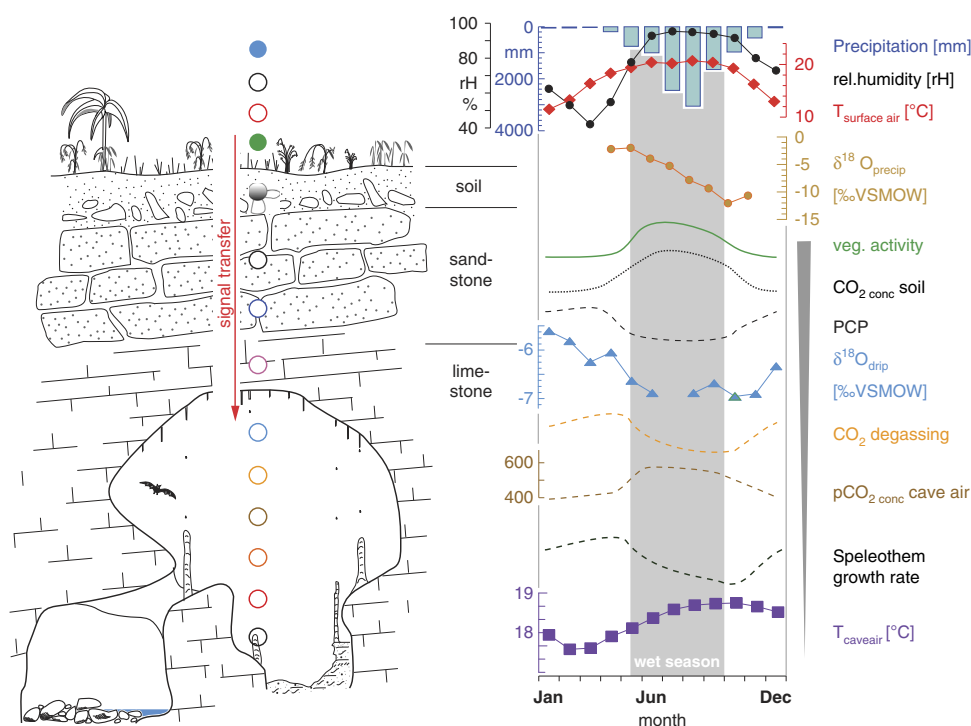 100
80
rH
60
%
40
0
mm
2000
4000
20
10
Precipitation [mm]
rel.humidity [rH]
T surface air [°C]
0
-5
-10
-15
δ¹⁸ O precip
[‰VSMOW]
signal transfer
soil
sand-
stone
lime-
stone
veg. activity
CO₂ conc soil
PCP
-6
-7
δ¹⁸O drip
[‰VSMOW]
CO₂ degassing
600
400
pCO₂ conc cave air
Speleothem
growth rate
19
18
T caveair [°C]
wet season
Jan
Jun
Dec
month